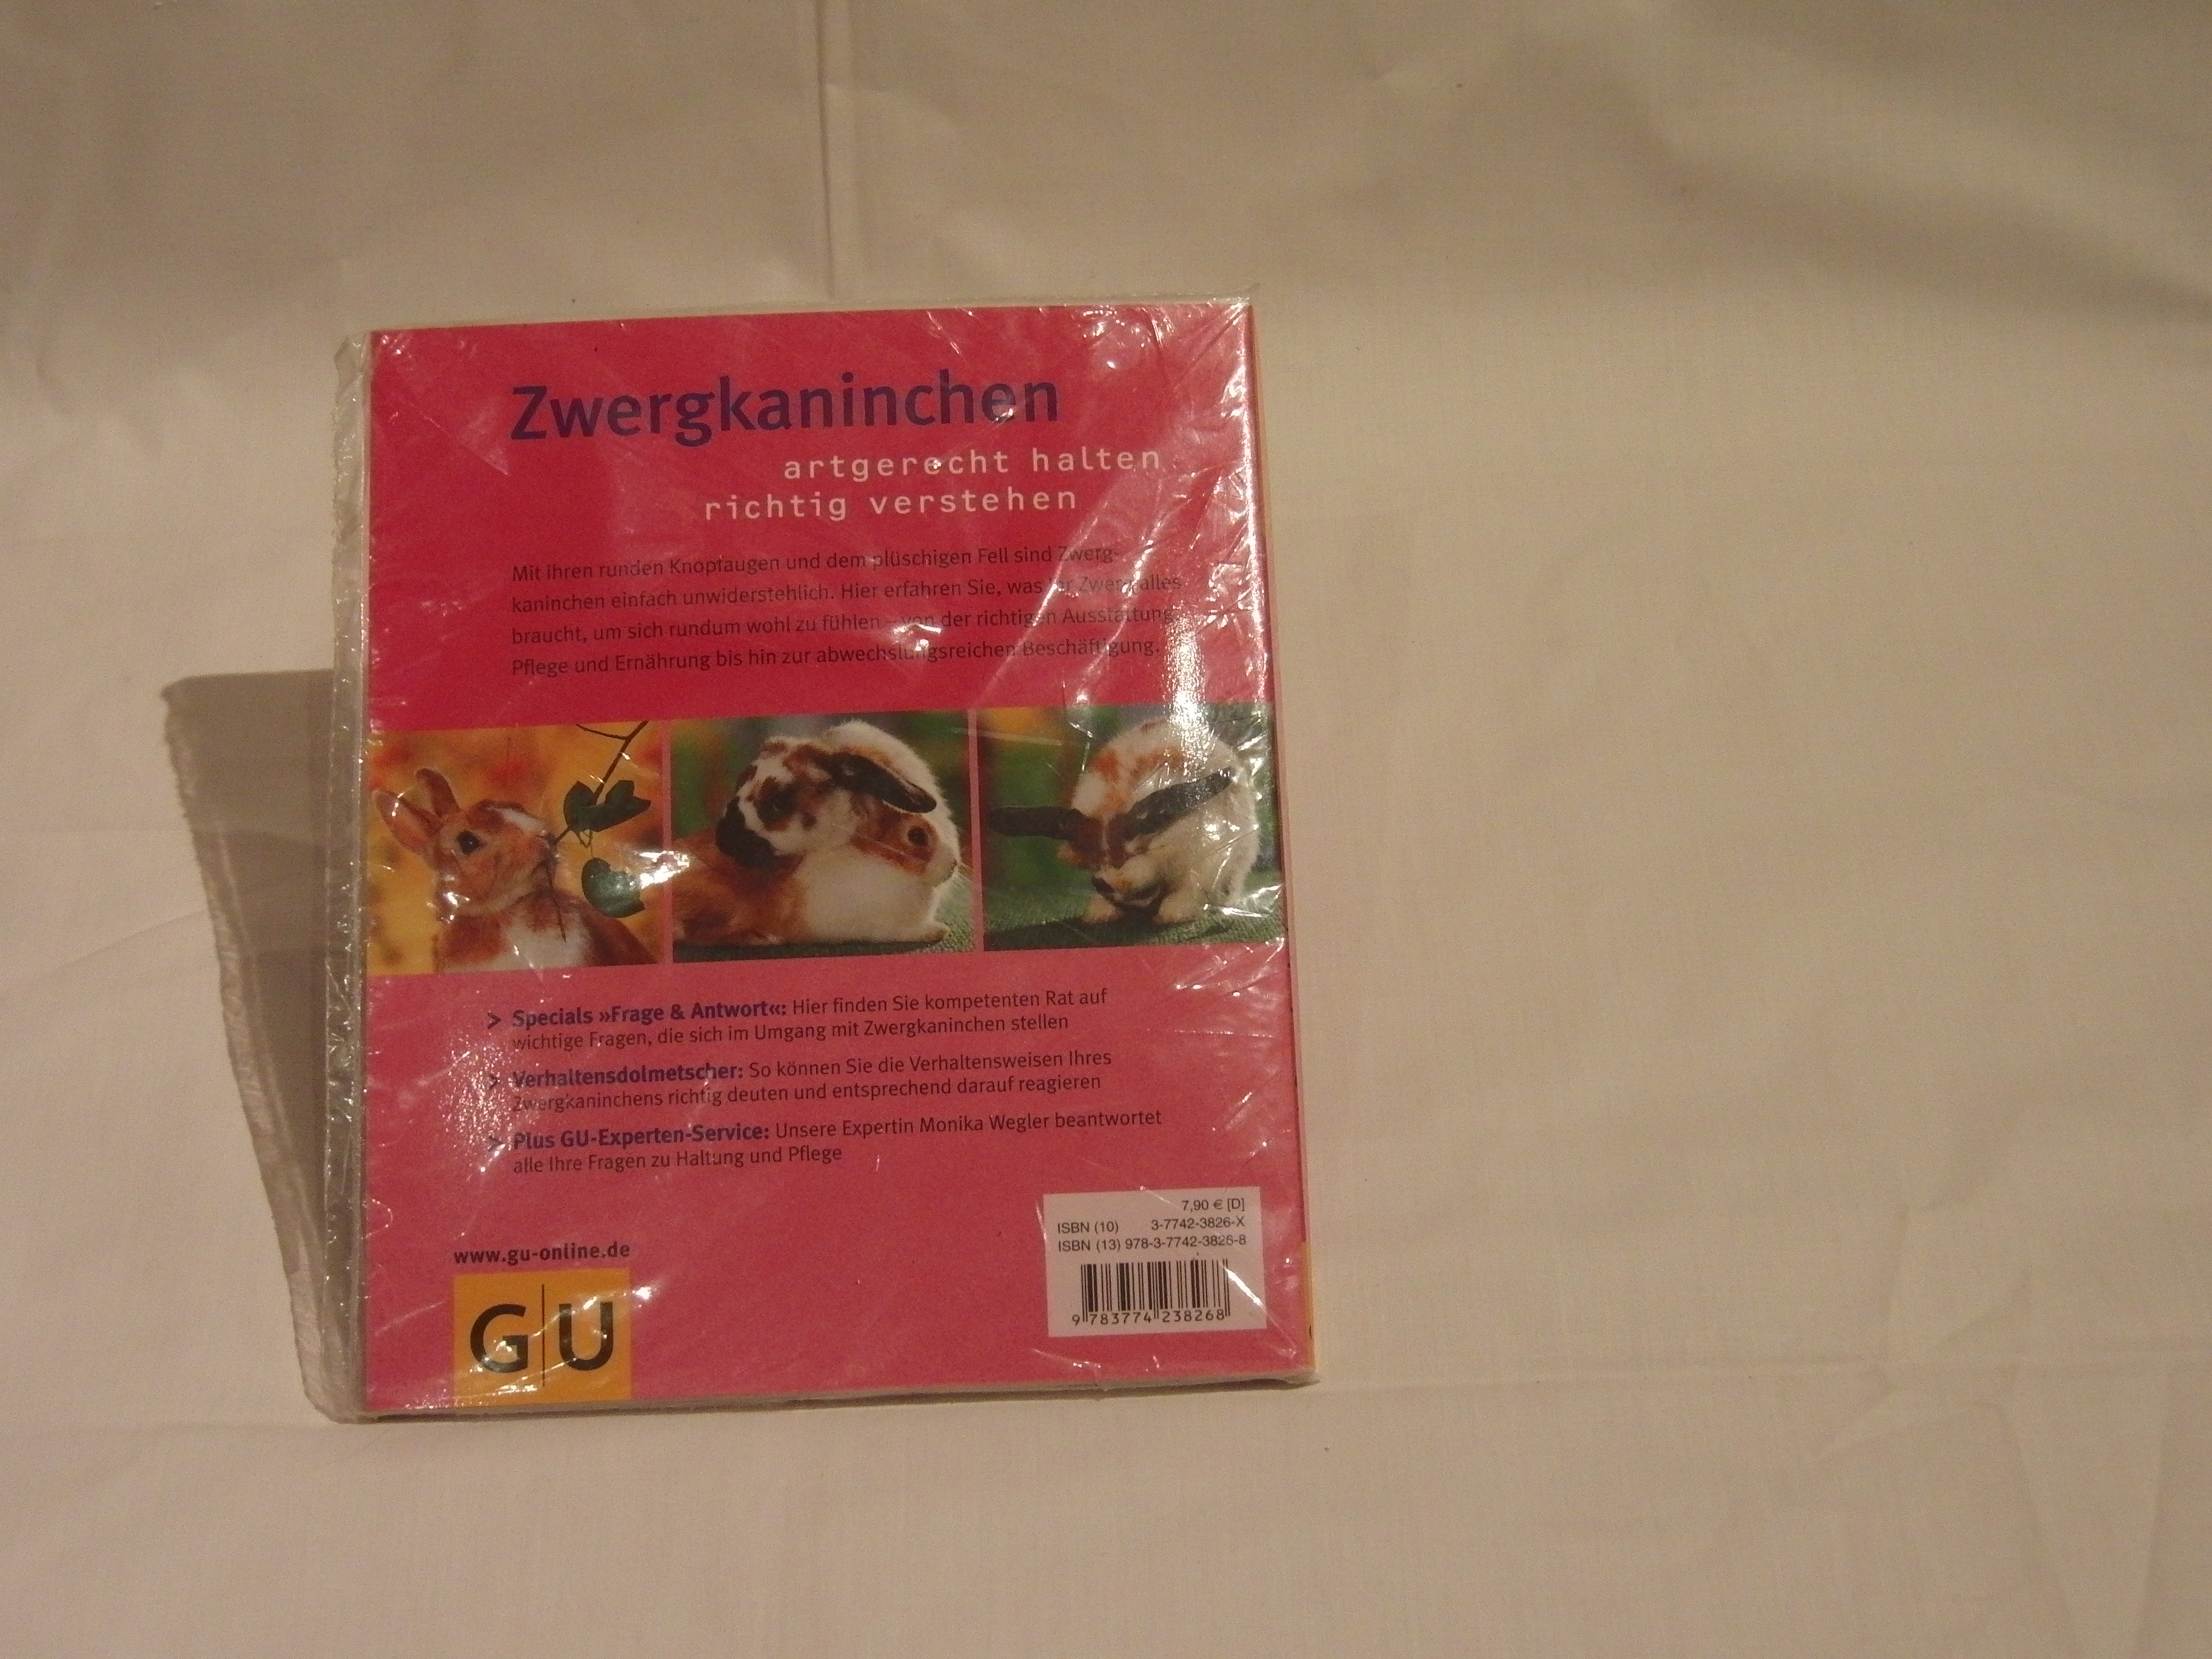 Zwergkaninchen
artgerecht halten
richtig verstehen
Mit ihren runden Knopfaugen und dem plüschigen Fell sind Zwerg-
kaninchen einfach unwiderstehlich. Hier erfahren Sie, was Ihr Zwerg alles
braucht, um sich rundum wohl zu fühlen – von der richtigen Ausstattung,
Pflege und Ernährung bis hin zur abwechslungsreichen Beschäftigung.
> Specials »Frage & Antwort«: Hier finden Sie kompetenten Rat auf
wichtige Fragen, die sich im Umgang mit Zwergkaninchen stellen
> Verhaltensdolmetscher: So können Sie die Verhaltensweisen Ihres
Zwergkaninchens richtig deuten und entsprechend darauf reagieren
> Plus GU-Experten-Service: Unsere Expertin Monika Wegler beantwortet
alle Ihre Fragen zu Haltung und Pflege
7,90 € [D]
ISBN (10) 3-7742-3826-X
ISBN (13) 978-3-7742-3826-8
9 783774 238268
www.gu-online.de
G|U